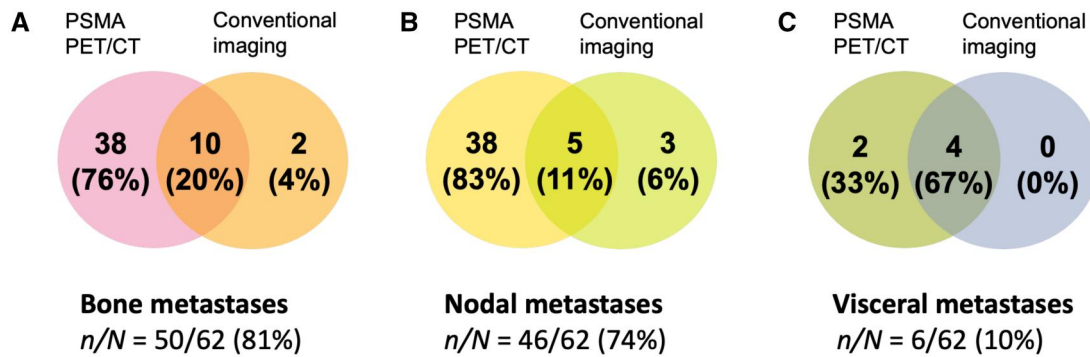 A
PSMA
PET/CT
Conventional
imaging
38
(76%)
10
(20%)
2
(4%)
Bone metastases
n/N = 50/62 (81%)
B
PSMA
PET/CT
Conventional
imaging
38
(83%)
5
(11%)
3
(6%)
Nodal metastases
n/N = 46/62 (74%)
C
PSMA
PET/CT
Conventional
imaging
2
(33%)
4
(67%)
0
(0%)
Visceral metastases
n/N = 6/62 (10%)